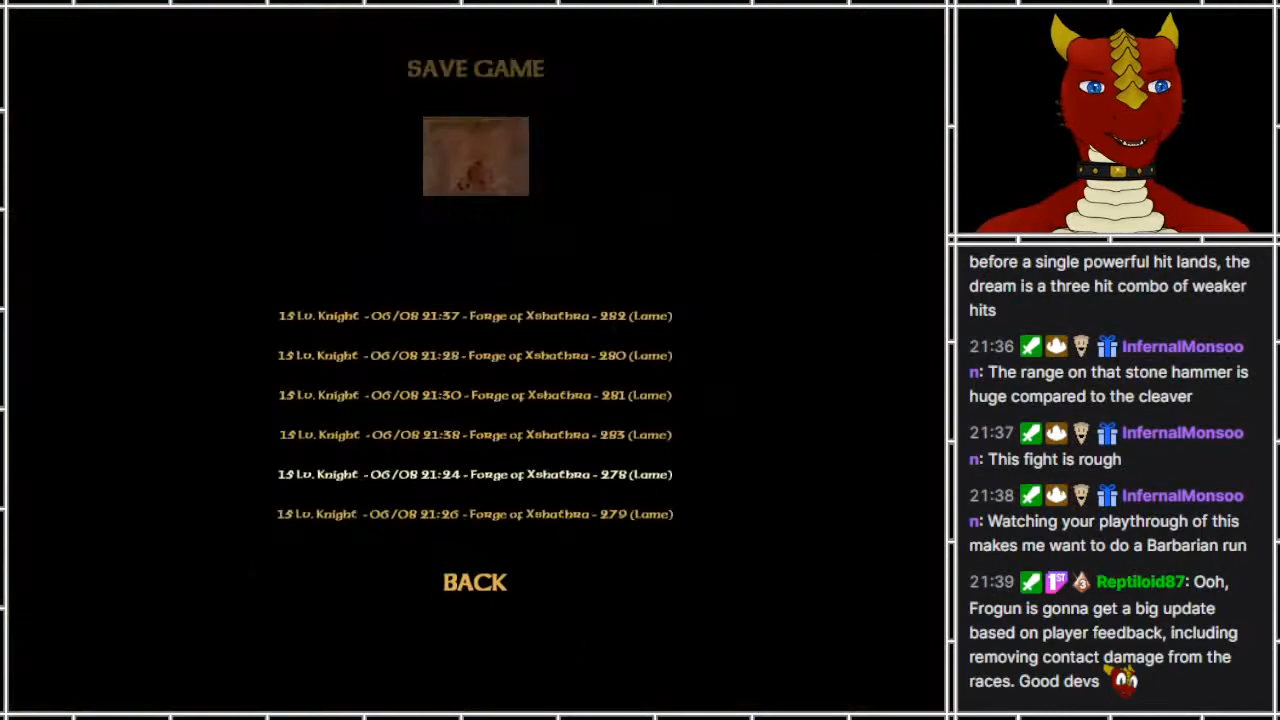 SAVE GAME
15 Lv. Knight - 06/08 21:37 - Forge of Xshathra - 282 (Lame)
15 Lv. Knight - 06/08 21:28 - Forge of Xshathra - 280 (Lame)
15 Lv. Knight - 06/08 21:30 - Forge of Xshathra - 281 (Lame)
15 Lv. Knight - 06/08 21:38 - Forge of Xshathra - 283 (Lame)
15 Lv. Knight - 06/08 21:24 - Forge of Xshathra - 278 (Lame)
15 Lv. Knight - 06/08 21:26 - Forge of Xshathra - 279 (Lame)
BACK
before a single powerful hit lands, the
dream is a three hit combo of weaker
hits
21:36 InfernalMonsoo
n: The range on that stone hammer is
huge compared to the cleaver
21:37 InfernalMonsoo
n: This fight is rough
21:38 InfernalMonsoo
n: Watching your playthrough of this
makes me want to do a Barbarian run
21:39 1ST 3 Reptiloid87: Ooh,
Frogun is gonna get a big update
based on player feedback, including
removing contact damage from the
races. Good devs